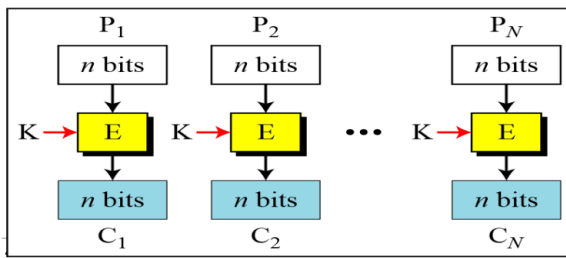 P1 P2 PN
n bits n bits n bits
K E K E ••• K E
n bits n bits n bits
C1 C2 CN